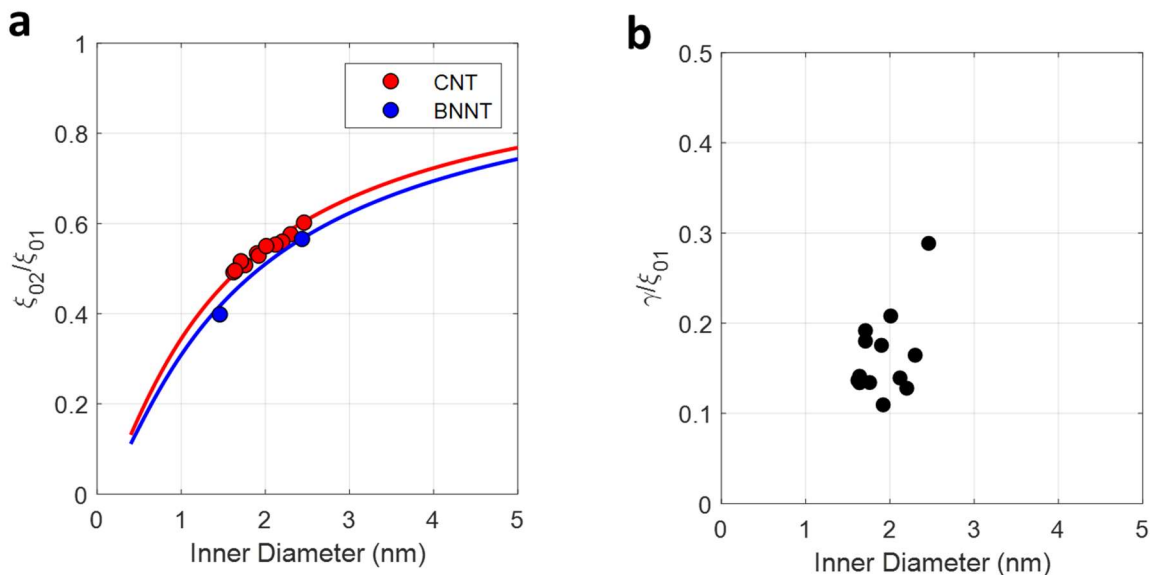 a
1
0.8
0.6
0.4
0.2
0
ξ02/ξ01
CNT
BNNT
0 1 2 3 4 5
Inner Diameter (nm)
b
0.5
0.4
0.3
0.2
0.1
0
γ/ξ01
0 1 2 3 4 5
Inner Diameter (nm)